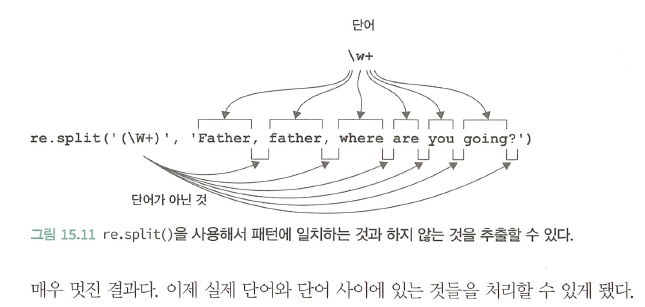 단어
\w+
re.split('(\W+)', 'Father, father, where are you going?')
단어가 아닌 것
그림 15.11 re.split()을 사용해서 패턴에 일치하는 것과 하지 않는 것을 추출할 수 있다.
매우 멋진 결과다. 이제 실제 단어와 단어 사이에 있는 것들을 처리할 수 있게 됐다.